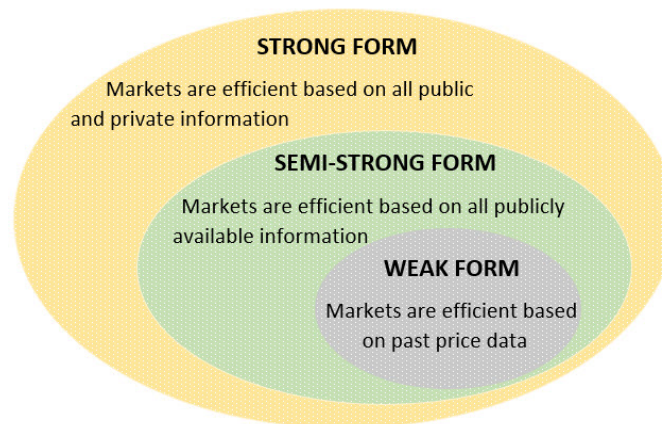 STRONG FORM
Markets are efficient based on all public
and private information
SEMI-STRONG FORM
Markets are efficient based on all publicly
available information
WEAK FORM
Markets are efficient based
on past price data